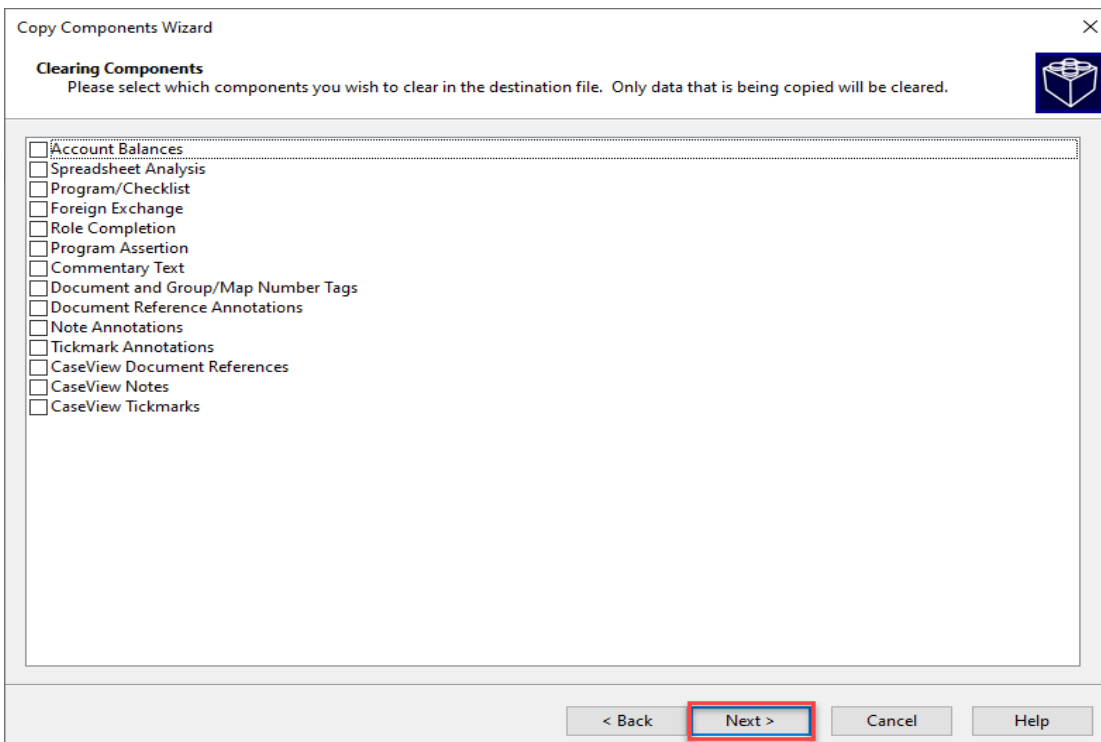 Copy Components Wizard
Clearing Components
Please select which components you wish to clear in the destination file.  Only data that is being copied will be cleared.
Account Balances
Spreadsheet Analysis
Program/Checklist
Foreign Exchange
Role Completion
Program Assertion
Commentary Text
Document and Group/Map Number Tags
Document Reference Annotations
Note Annotations
Tickmark Annotations
CaseView Document References
CaseView Notes
CaseView Tickmarks
< Back Next > Cancel Help